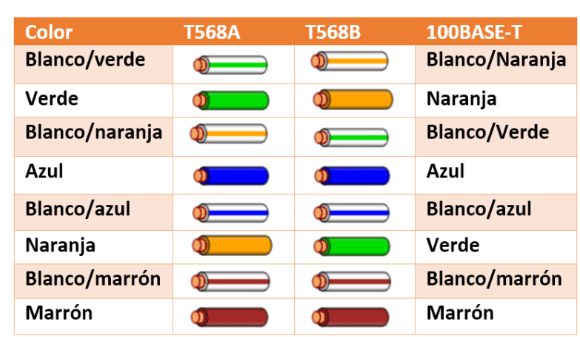 Color T568A T568B 100BASE-T
Blanco/verde Blanco/Naranja
Verde Naranja
Blanco/naranja Blanco/Verde
Azul Azul
Blanco/azul Blanco/azul
Naranja Verde
Blanco/marrón Blanco/marrón
Marrón Marrón